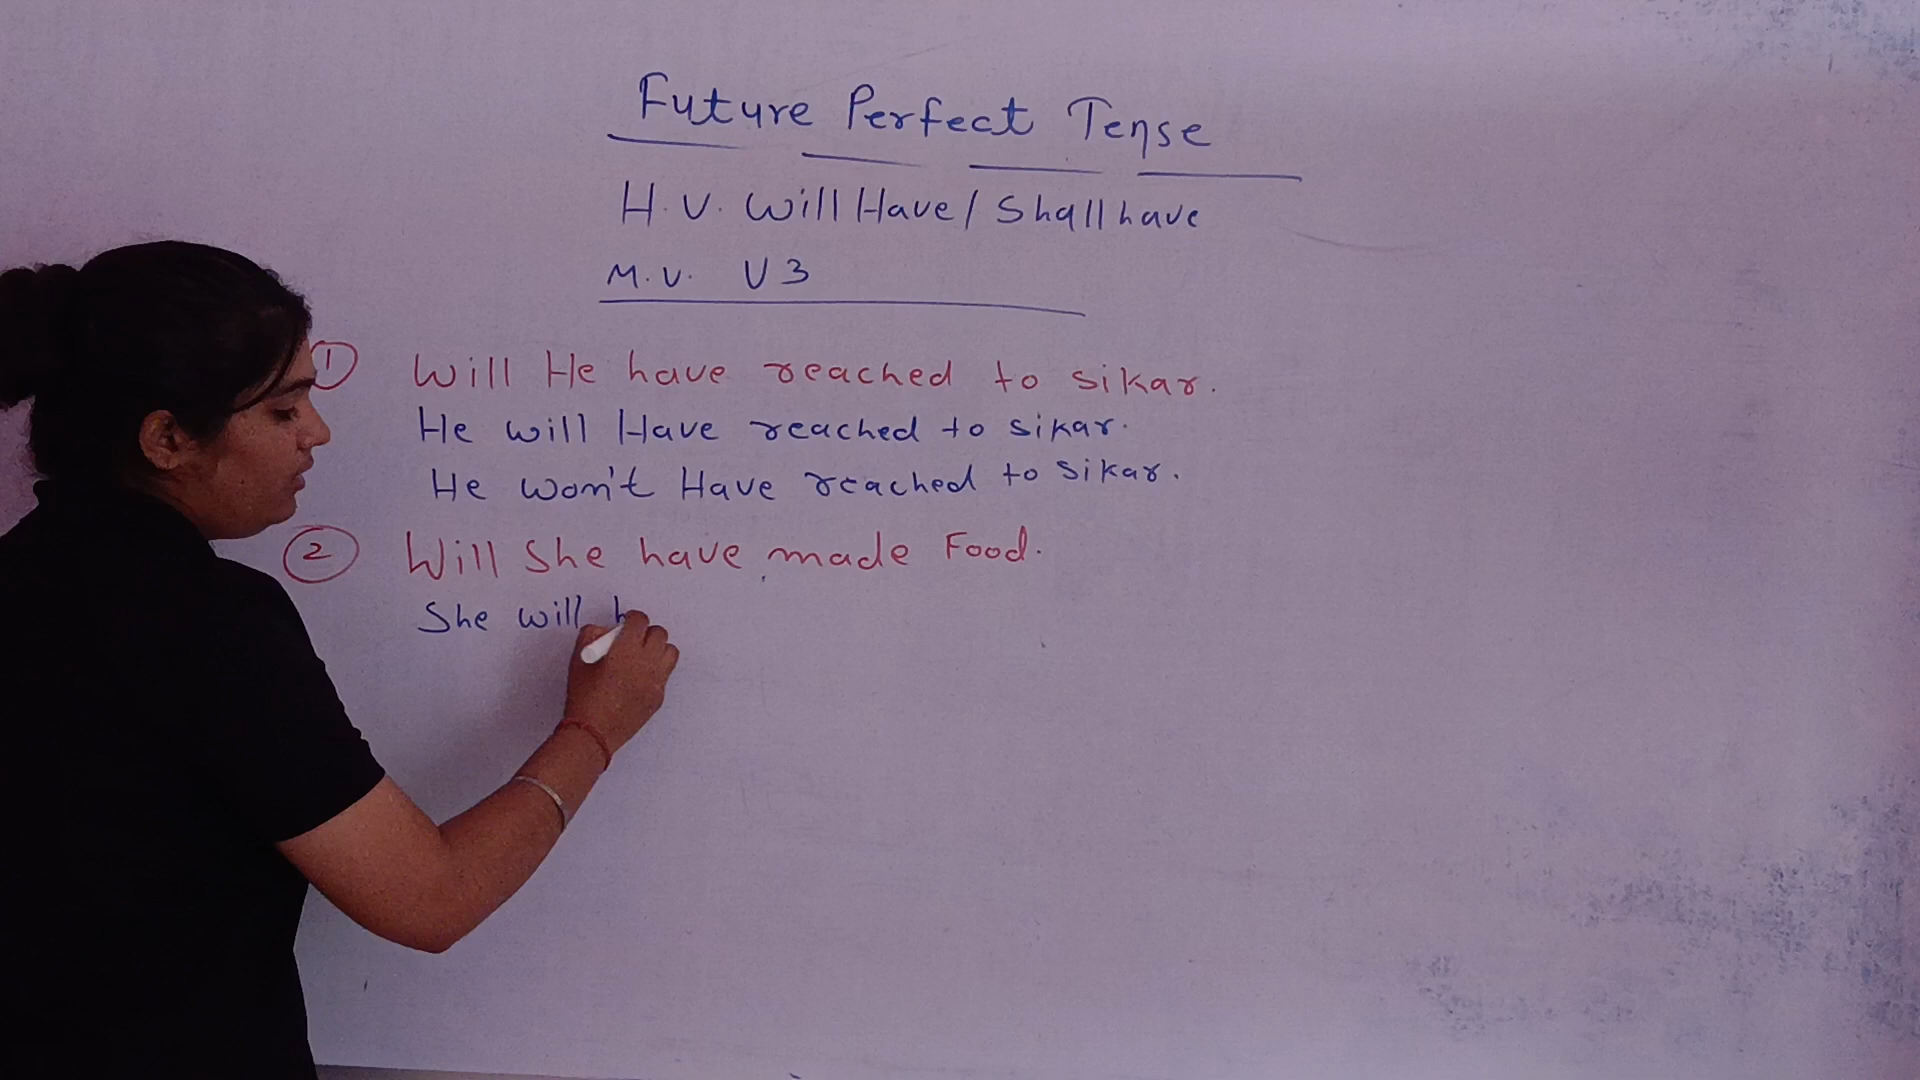 Future Perfect Tense
H.V. Will Have / Shall have
M.V. V3
1 Will He have reached to sikar.
He will Have reached to sikar.
He won't Have reached to Sikar.
2 Will She have made Food.
She will h